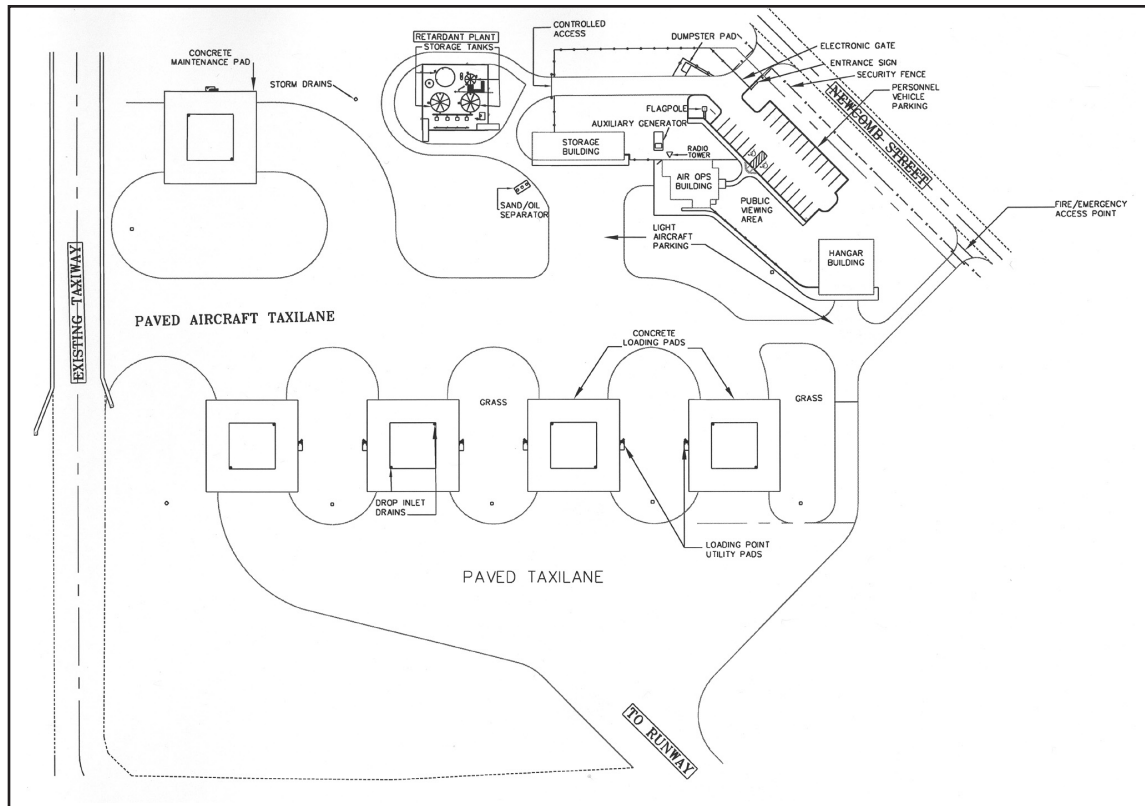 CONCRETE
MAINTENANCE PAD
STORM DRAINS
RETARDANT PLANT
STORAGE TANKS
CONTROLLED
ACCESS
DUMPSTER PAD
ELECTRONIC GATE
ENTRANCE SIGN
SECURITY FENCE
PERSONNEL
VEHICLE PARKING
NEWCOMB STREET
FLAGPOLE
AUXILIARY GENERATOR
STORAGE
BUILDING
RADIO
TOWER
AIR OPS
BUILDING
SAND/OIL
SEPARATOR
PUBLIC
VIEWING
AREA
FIRE/EMERGENCY
ACCESS POINT
LIGHT
AIRCRAFT
PARKING
HANGAR
BUILDING
EXISTING TAXIWAY
PAVED AIRCRAFT TAXILANE
CONCRETE
LOADING PADS
GRASS
GRASS
DROP INLET
DRAINS
LOADING POINT
UTILITY PADS
PAVED TAXILANE
TO RUNWAY